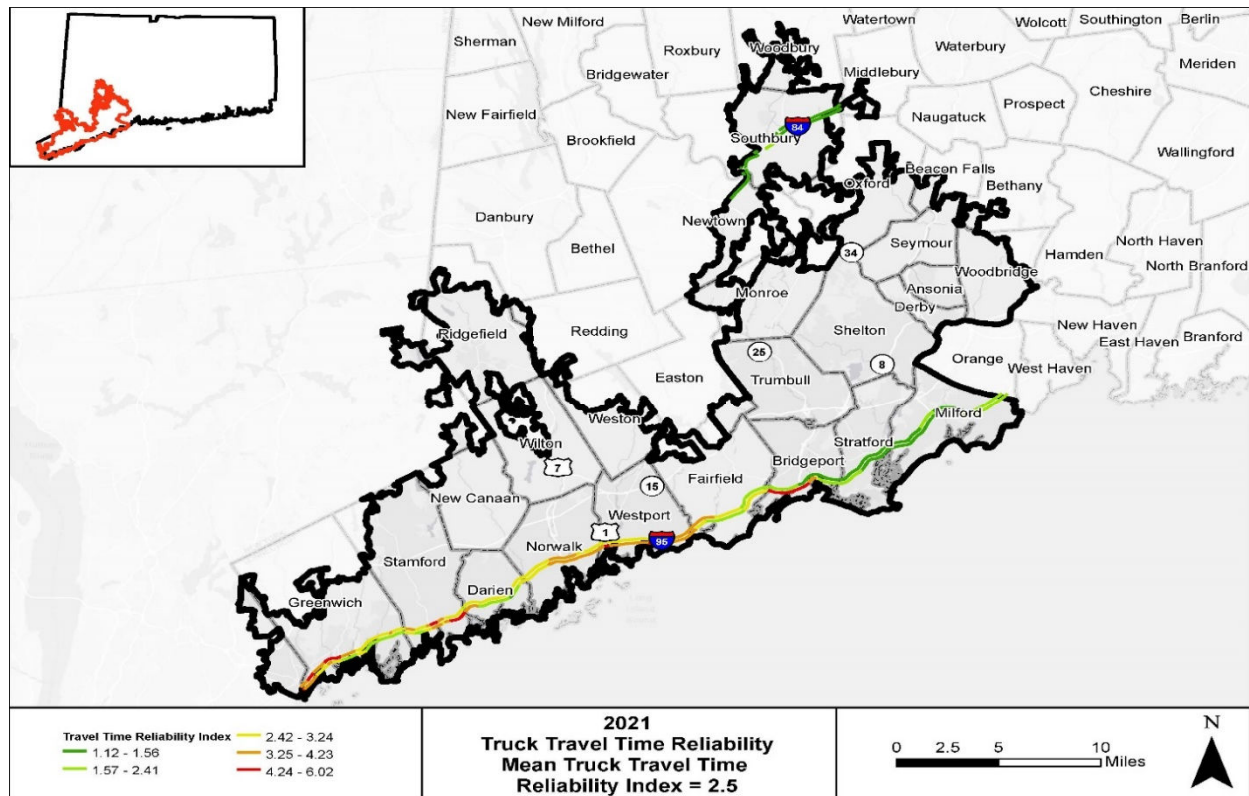 New Milford
Watertown
Wolcott
Southington
Berlin
Sherman
Roxbury
Woodbury
Waterbury
Bridgewater
Middlebury
Meriden
Cheshire
New Fairfield
Prospect
Naugatuck
Brookfield
84
Southbury
Wallingford
Beacon Falls
Oxford
Bethany
Danbury
Newtown
Bethel
Seymour
Hamden
North Haven
34
Woodbridge
North Branford
Ansonia
Monroe
Derby
Ridgefield
Redding
Shelton
New Haven
East Haven
Branford
25
Orange
8
West Haven
Easton
Trumbull
Weston
Milford
Wilton
Stratford
7
Bridgeport
Fairfield
15
New Canaan
Westport
1
Norwalk
95
Stamford
Darien
Greenwich
Travel Time Reliability Index
1.12 - 1.56
1.57 - 2.41
2.42 - 3.24
3.25 - 4.23
4.24 - 6.02
2021
Truck Travel Time Reliability
Mean Truck Travel Time
Reliability Index = 2.5
0 2.5 5 10
Miles
N